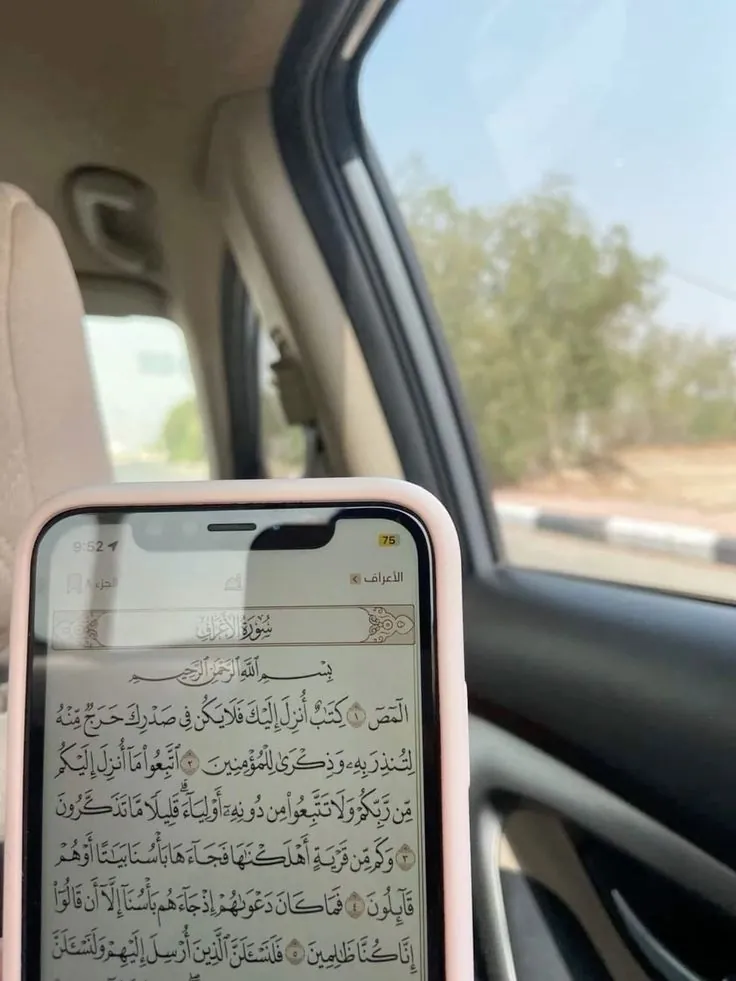 9:52
75
الجزء ٨
الأعراف
سُورَةُ الأَعْرَافِ
بِسْمِ ٱللَّهِ ٱلرَّحْمَٰنِ ٱلرَّحِيمِ
الٓمٓصٓ ١ كِتَٰبٌ أُنزِلَ إِلَيْكَ فَلَا يَكُن فِى صَدْرِكَ حَرَجٌ مِّنْهُ
لِتُنذِرَ بِهِۦ وَذِكْرَىٰ لِلْمُؤْمِنِينَ ٢ ٱتَّبِعُوا۟ مَآ أُنزِلَ إِلَيْكُم
مِّن رَّبِّكُمْ وَلَا تَتَّبِعُوا۟ مِن دُونِهِۦٓ أَوْلِيَآءَ ۗ قَلِيلًا مَّا تَذَكَّرُونَ
٣ وَكَم مِّن قَرْيَةٍ أَهْلَكْنَٰهَا فَجَآءَهَا بَأْسُنَا بَيَٰتًا أَوْ هُمْ
قَآئِلُونَ ٤ فَمَا كَانَ دَعْوَىٰهُمْ إِذْ جَآءَهُم بَأْسُنَآ إِلَّآ أَن قَالُوٓا۟
إِنَّا كُنَّا ظَٰلِمِينَ ٥ فَلَنَسْـَٔلَنَّ ٱلَّذِينَ أُرْسِلَ إِلَيْهِمْ وَلَنَسْـَٔلَنَّ